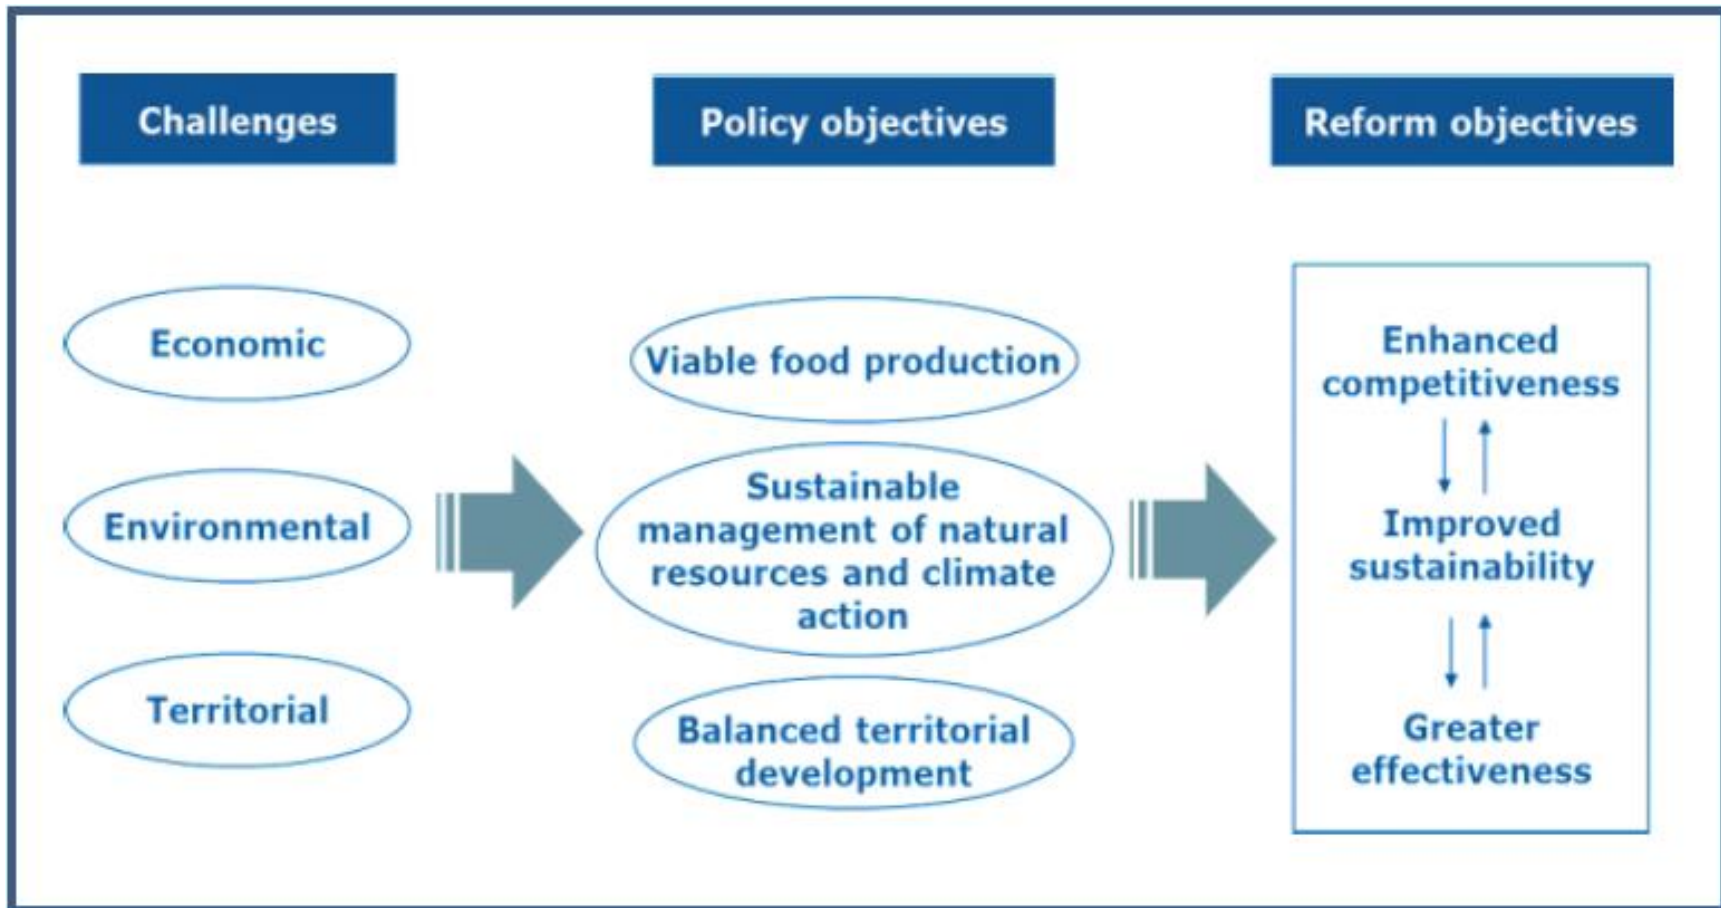 Challenges
Policy objectives
Reform objectives
Economic
Environmental
Territorial
Viable food production
Sustainable
management of natural
resources and climate
action
Balanced territorial
development
Enhanced
competitiveness
Improved
sustainability
Greater
effectiveness